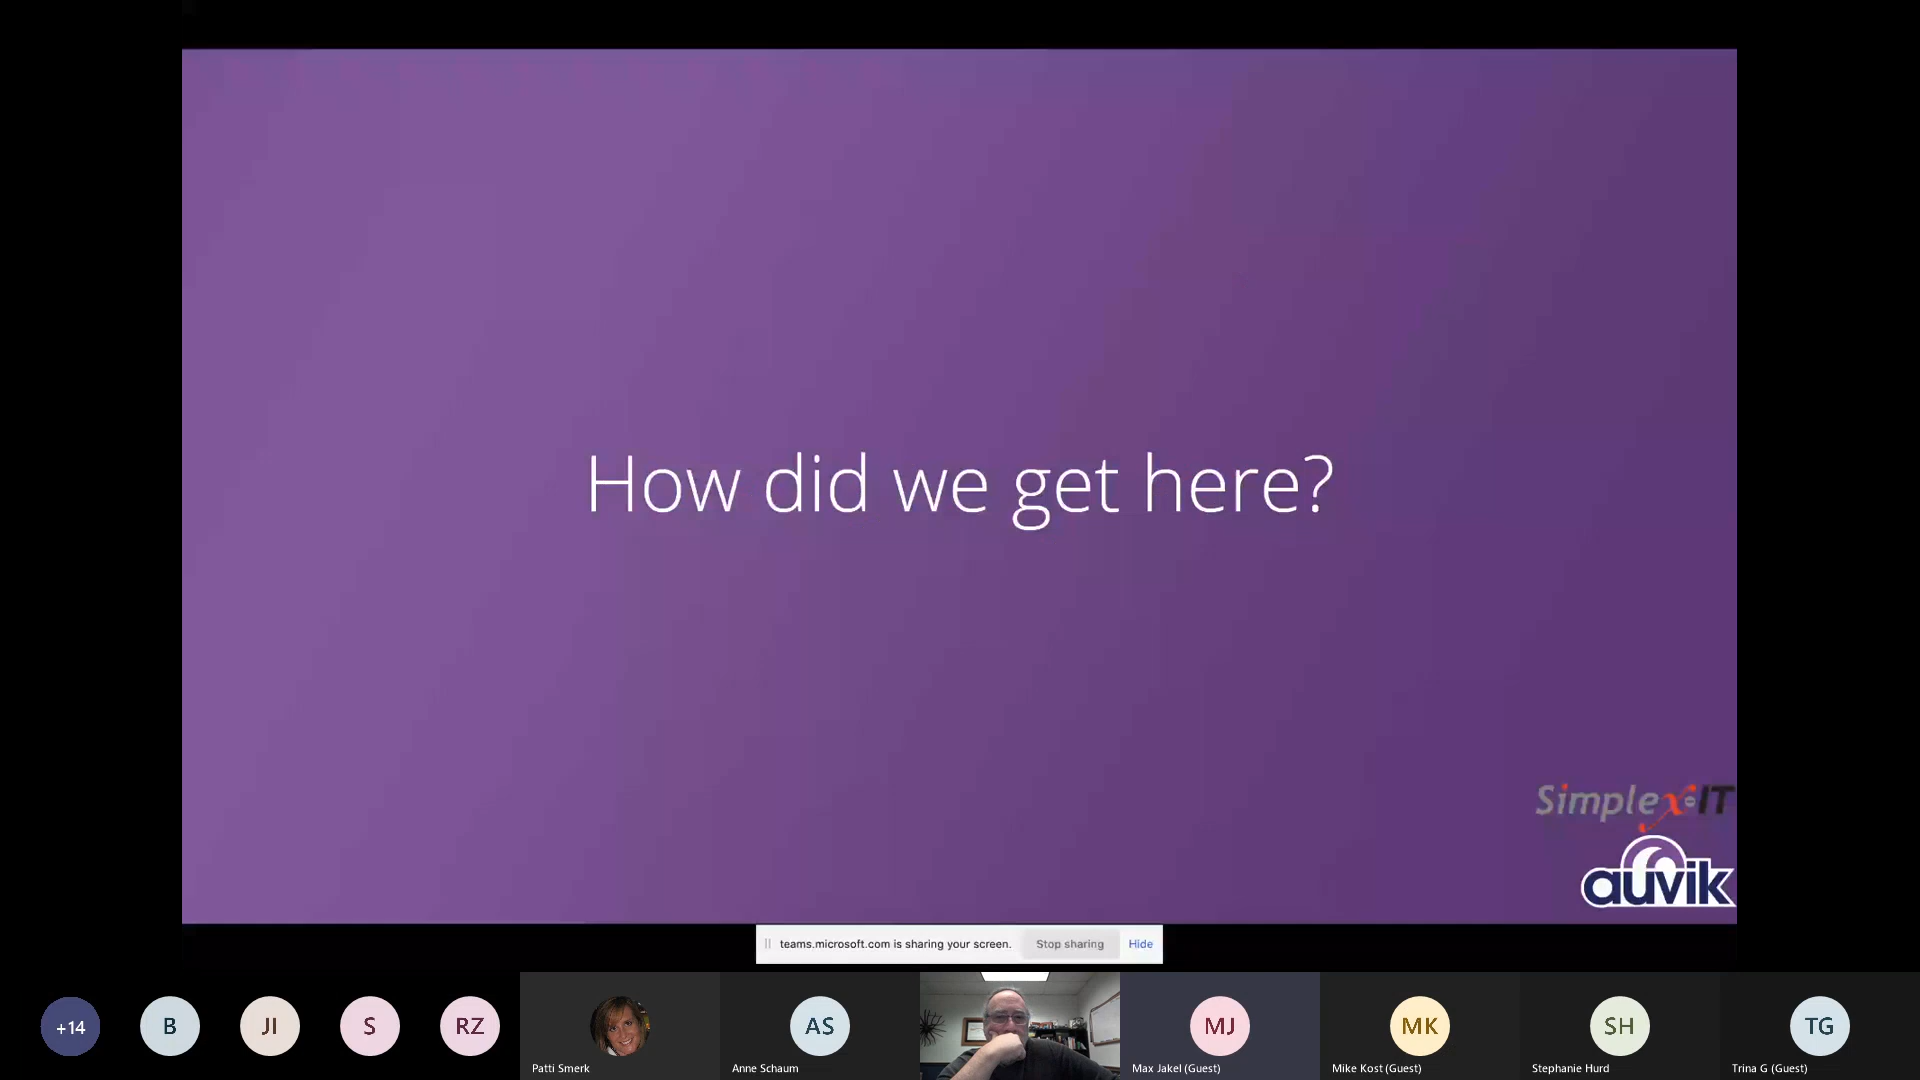 How did we get here?
Simplex-IT
auvik
teams.microsoft.com is sharing your screen. Stop sharing Hide
+14 B JI S RZ AS MJ MK SH TG
Patti Smerk Anne Schaum Max Jakel (Guest) Mike Kost (Guest) Stephanie Hurd Trina G (Guest)